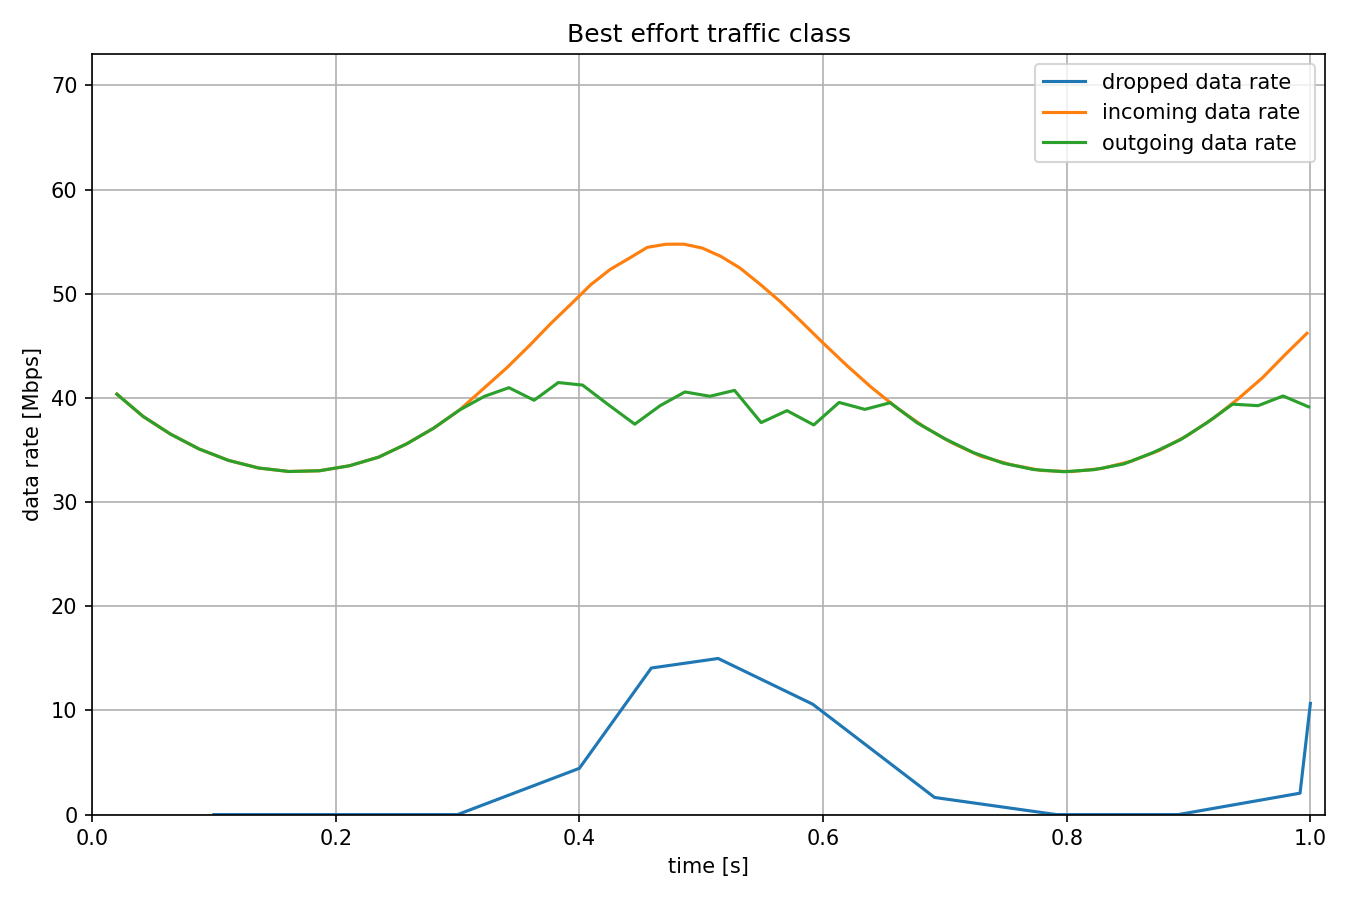 Best effort traffic class
dropped data rate
incoming data rate
outgoing data rate
data rate [Mbps]
70
60
50
40
30
20
10
0
0.0 0.2 0.4 0.6 0.8 1.0
time [s]